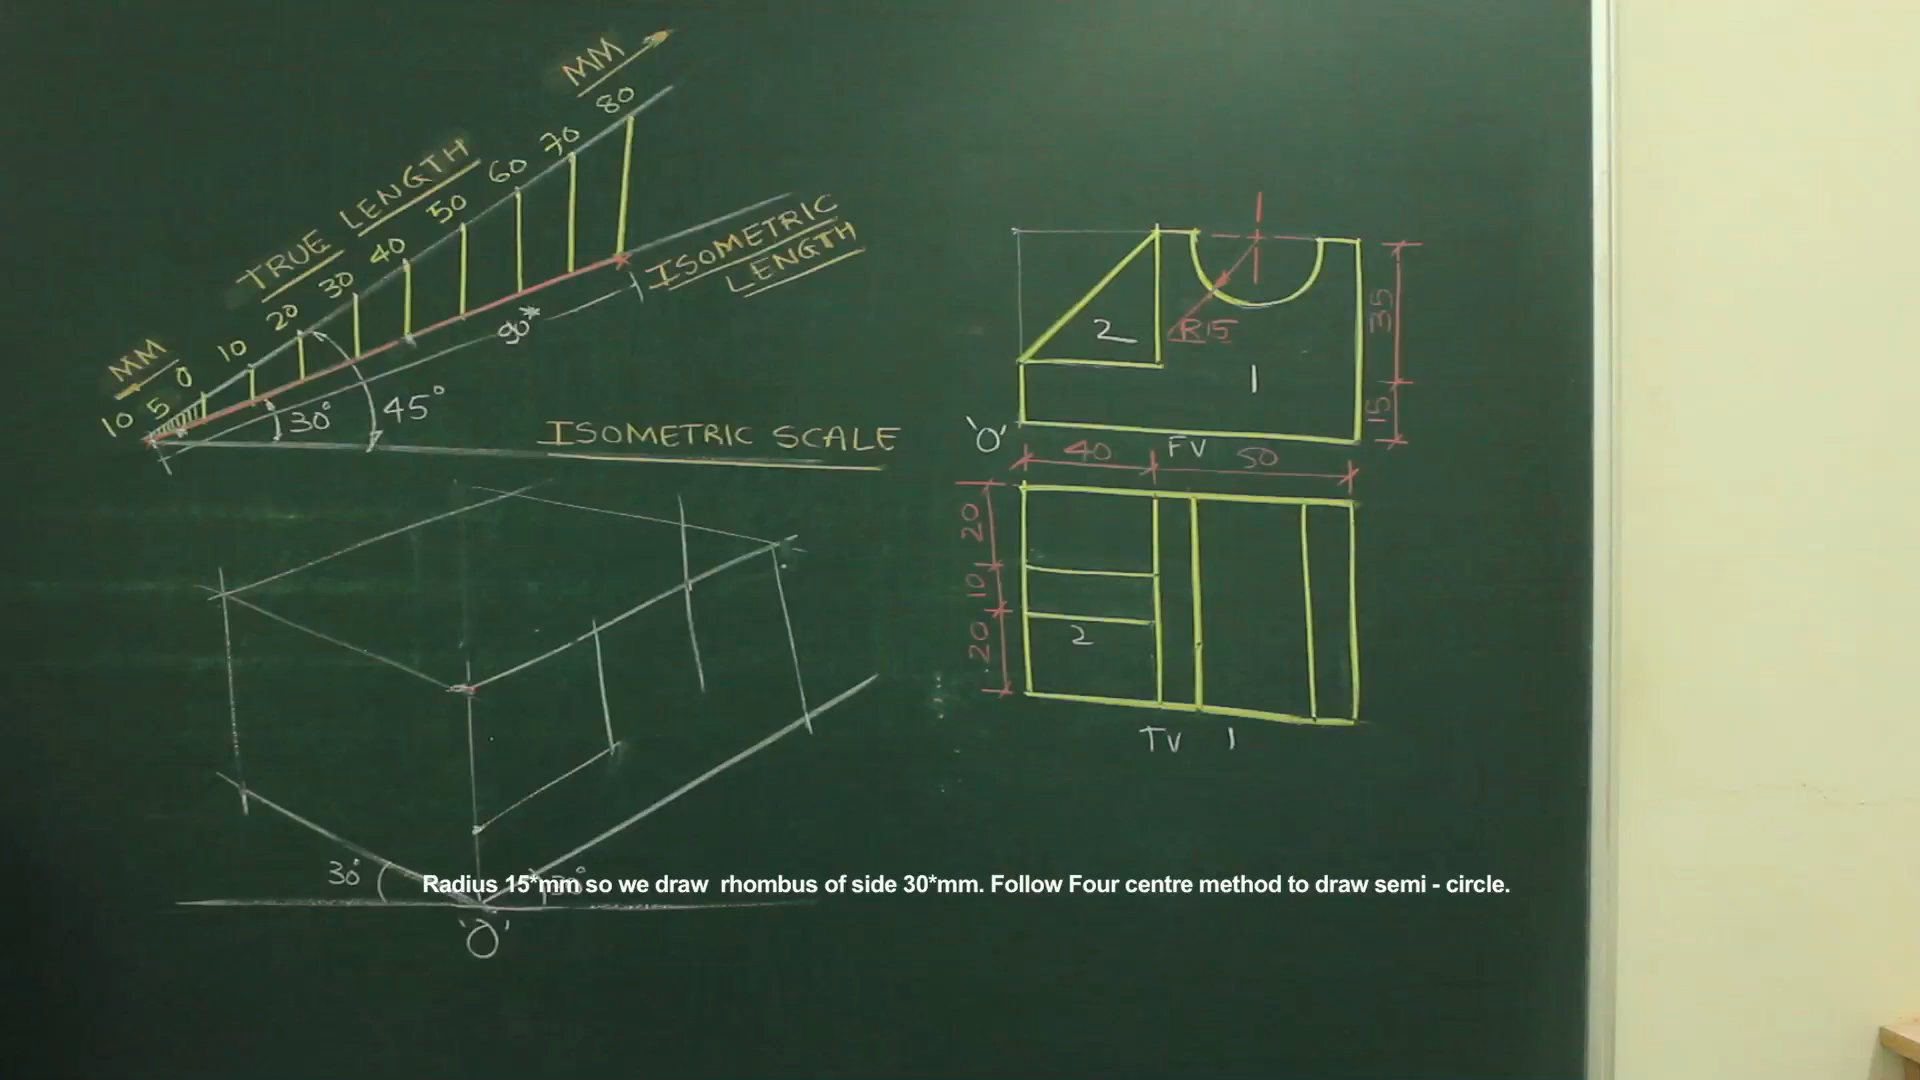 MM
80
70
60
50
40
30
20
10
0
5
10
MM
TRUE LENGTH
ISOMETRIC
LENGTH
90*
30°
45°
ISOMETRIC SCALE
2
R15
1
35
15
'O'
FV
40
50
20
10
20
2
TV 1
30°
30°
Radius 15*mm so we draw rhombus of side 30*mm. Follow Four centre method to draw semi - circle.
'O'